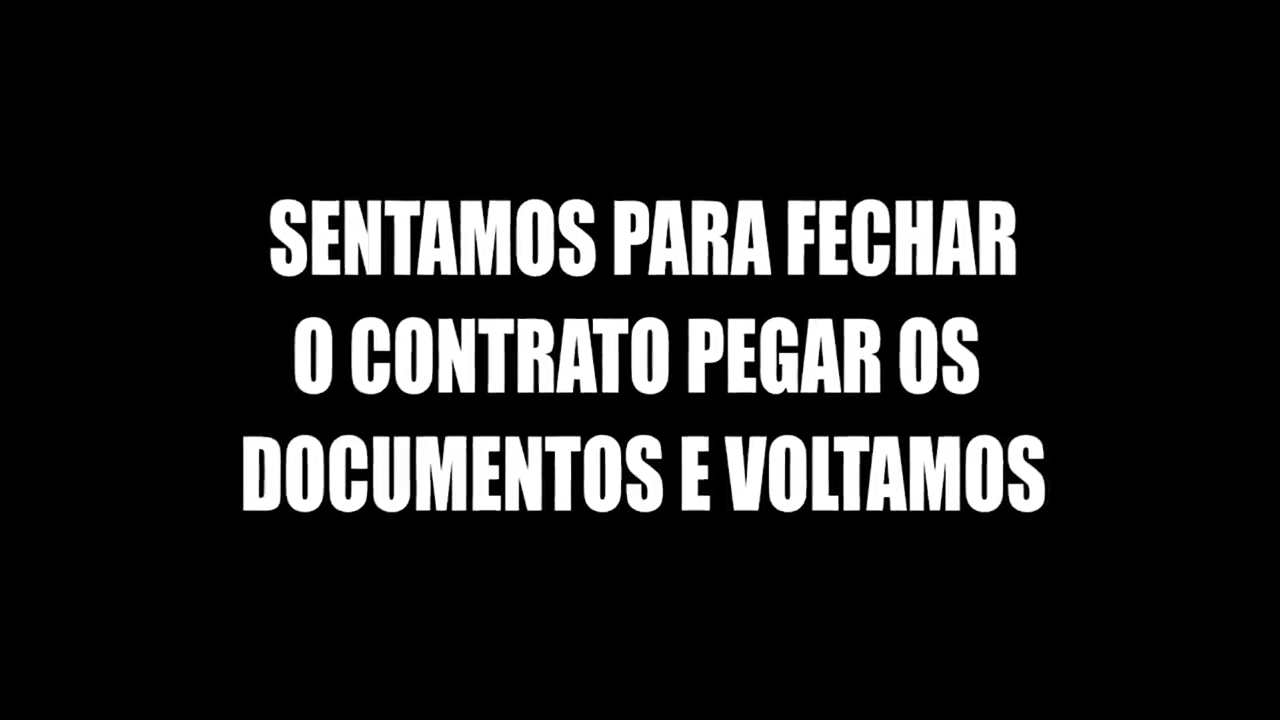 SENTAMOS PARA FECHAR
O CONTRATO PEGAR OS
DOCUMENTOS E VOLTAMOS